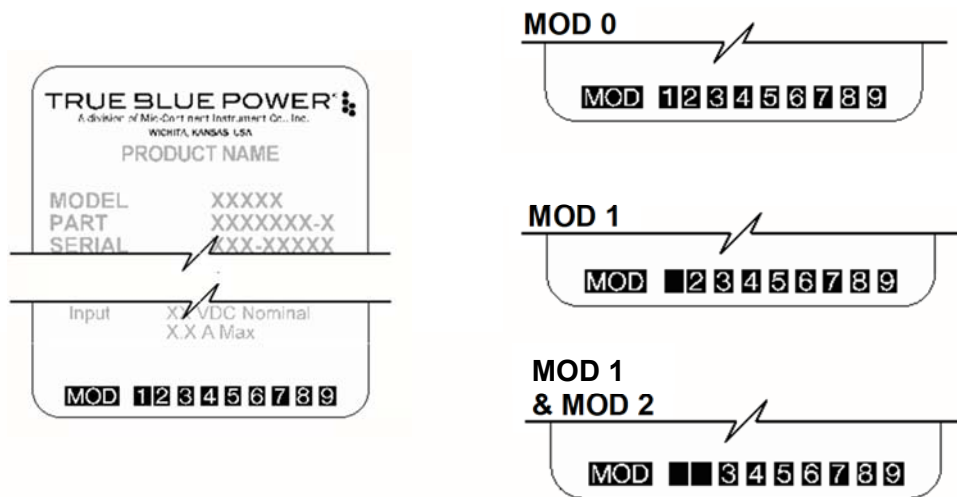 TRUE BLUE POWER
A division of Mid-Continent Instrument Co., Inc.
WICHITA, KANSAS USA
PRODUCT NAME
MODEL XXXXX
PART XXXXXXX-X
SERIAL XXX-XXXXX
Input XX VDC Nominal
X.X A Max
MOD 1 2 3 4 5 6 7 8 9
MOD 0
MOD 1 2 3 4 5 6 7 8 9
MOD 1
MOD 2 3 4 5 6 7 8 9
MOD 1
& MOD 2
MOD 3 4 5 6 7 8 9